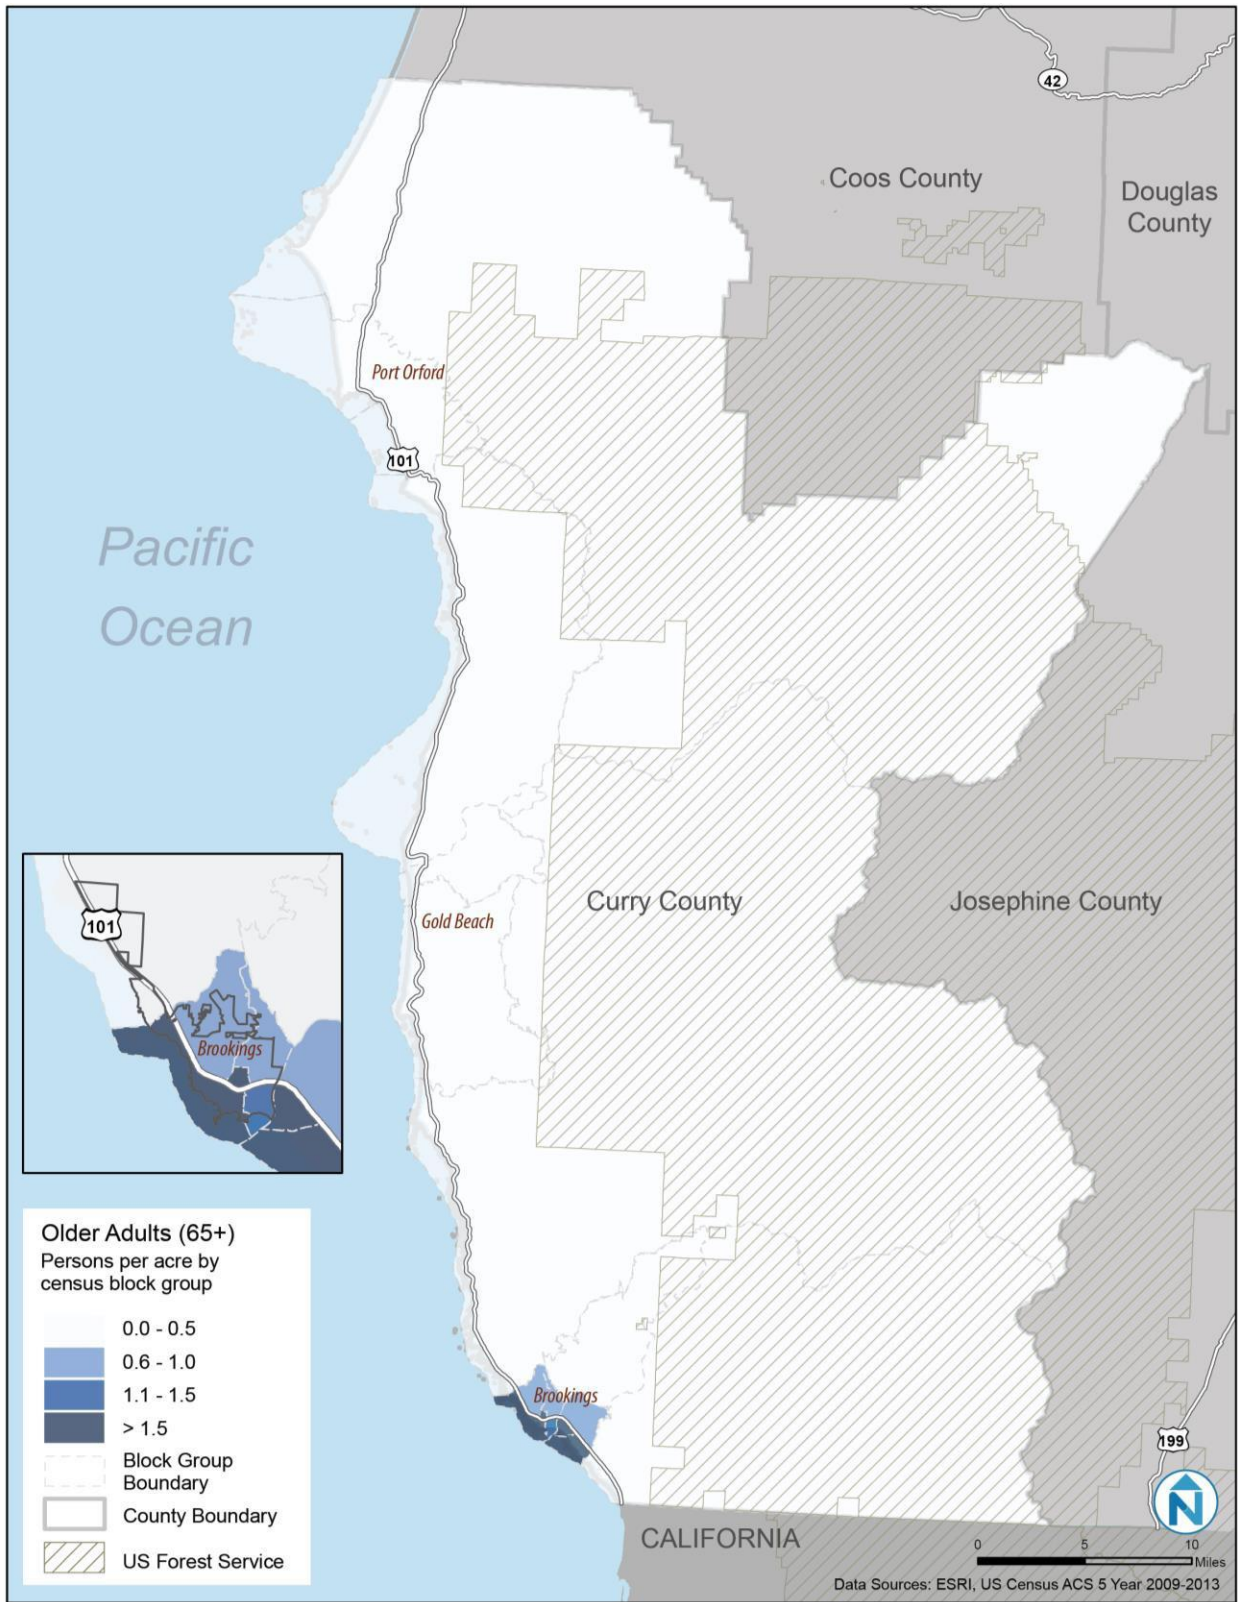 42
Coos County
Douglas
County
Port Orford
101
Pacific
Ocean
Curry County
Josephine County
Gold Beach
101
Brookings
Older Adults (65+)
Persons per acre by
census block group
0.0 - 0.5
0.6 - 1.0
1.1 - 1.5
> 1.5
Block Group
Boundary
County Boundary
US Forest Service
Brookings
199
N
CALIFORNIA
0 5 10
Miles
Data Sources: ESRI, US Census ACS 5 Year 2009-2013